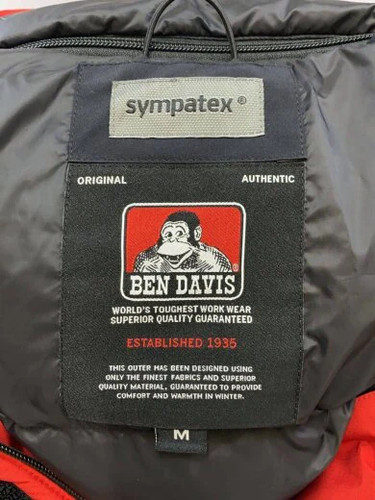 sympatex®
ORIGINAL AUTHENTIC
BEN DAVIS®
WORLD'S TOUGHEST WORK WEAR
SUPERIOR QUALITY GUARANTEED
ESTABLISHED 1935
THIS OUTER HAS BEEN DESIGNED USING
ONLY THE FINEST FABRICS AND SUPERIOR
QUALITY MATERIAL, GUARANTEED TO PROVIDE
COMFORT AND WARMTH IN WINTER.
M